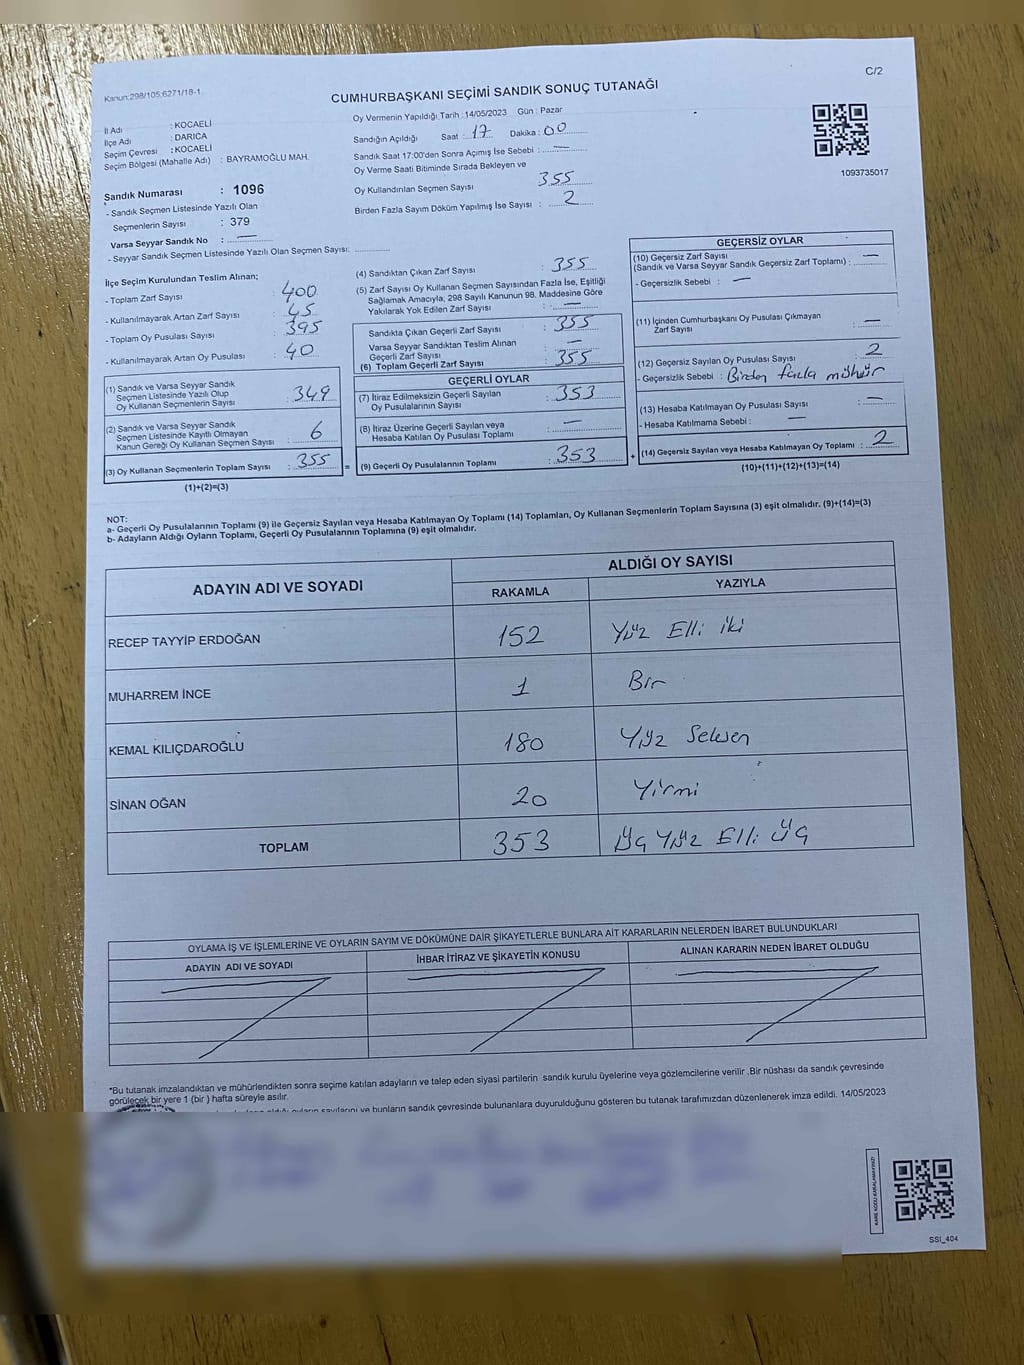 Kanun:298/105;6271/18-1
C/2
CUMHURBAŞKANI SEÇİMİ SANDIK SONUÇ TUTANAĞI
İl Adı : KOCAELİ
İlçe Adı : DARICA
Seçim Çevresi : KOCAELİ
Seçim Bölgesi (Mahalle Adı) : BAYRAMOĞLU MAH.
Sandık Numarası : 1096
- Sandık Seçmen Listesinde Yazılı Olan
Seçmenlerin Sayısı : 379
Varsa Seyyar Sandık No : —
- Seyyar Sandık Seçmen Listesinde Yazılı Olan Seçmen Sayısı: ..............
Oy Vermenin Yapıldığı Tarih :14/05/2023 Gün : Pazar
Sandığın Açıldığı Saat : 17 Dakika : 00
Sandık Saat 17:00'den Sonra Açımış İse Sebebi : —
Oy Verme Saati Bitiminde Sırada Bekleyen ve
Oy Kullandırılan Seçmen Sayısı 355
Birden Fazla Sayım Döküm Yapılmış İse Sayısı : 2
1093735017
İlçe Seçim Kurulundan Teslim Alınan;
- Toplam Zarf Sayısı : 400
- Kullanılmayarak Artan Zarf Sayısı : 45
- Toplam Oy Pusulası Sayısı : 395
- Kullanılmayarak Artan Oy Pusulası : 40
(1) Sandık ve Varsa Seyyar Sandık
Seçmen Listesinde Yazılı Olup
Oy Kullanan Seçmenlerin Sayısı : 349
(2) Sandık ve Varsa Seyyar Sandık
Seçmen Listesinde Kayıtlı Olmayan
Kanun Gereği Oy Kullanan Seçmen Sayısı : 6
(3) Oy Kullanan Seçmenlerin Toplam Sayısı : 355 =
(1)+(2)=(3)
(4) Sandıktan Çıkan Zarf Sayısı : 355
(5) Zarf Sayısı Oy Kullanan Seçmen Sayısından Fazla İse, Eşitliği
Sağlamak Amacıyla; 298 Sayılı Kanunun 98. Maddesine Göre
Yakılarak Yok Edilen Zarf Sayısı : —
Sandıkta Çıkan Geçerli Zarf Sayısı : 355
Varsa Seyyar Sandıktan Teslim Alınan
Geçerli Zarf Sayısı : —
(6) Toplam Geçerli Zarf Sayısı : 355
GEÇERLİ OYLAR
(7) İtiraz Edilmeksizin Geçerli Sayılan
Oy Pusulalarının Sayısı : 353
(8) İtiraz Üzerine Geçerli Sayılan veya
Hesaba Katılan Oy Pusulası Toplamı : —
(9) Geçerli Oy Pusulalarının Toplamı : 353 +
GEÇERSİZ OYLAR
(10) Geçersiz Zarf Sayısı
(Sandık ve Varsa Seyyar Sandık Geçersiz Zarf Toplamı) : —
- Geçersizlik Sebebi : —
(11) İçinden Cumhurbaşkanı Oy Pusulası Çıkmayan
Zarf Sayısı : —
(12) Geçersiz Sayılan Oy Pusulası Sayısı : 2
- Geçersizlik Sebebi : Birden fazla mühür
(13) Hesaba Katılmayan Oy Pusulası Sayısı : —
- Hesaba Katılmama Sebebi : —
(14) Geçersiz Sayılan veya Hesaba Katılmayan Oy Toplamı : 2
(10)+(11)+(12)+(13)=(14)
NOT:
a- Geçerli Oy Pusulalarının Toplamı (9) ile Geçersiz Sayılan veya Hesaba Katılmayan Oy Toplamı (14) Toplamları, Oy Kullanan Seçmenlerin Toplam Sayısına (3) eşit olmalıdır. (9)+(14)=(3)
b- Adayların Aldığı Oyların Toplamı, Geçerli Oy Pusulalarının Toplamına (9) eşit olmalıdır.
ADAYIN ADI VE SOYADI ALDIĞI OY SAYISI
RAKAMLA YAZIYLA
RECEP TAYYİP ERDOĞAN 152 Yüz Elli iki
MUHARREM İNCE 1 Bir
KEMAL KILIÇDAROĞLU 180 Yüz Seksen
SİNAN OĞAN 20 Yirmi
TOPLAM 353 Üç Yüz Elli Üç
OYLAMA İŞ VE İŞLEMLERİNE VE OYLARIN SAYIM VE DÖKÜMÜNE DAİR ŞİKAYETLERLE BUNLARA AİT KARARLARIN NELERDEN İBARET BULUNDUKLARI
ADAYIN ADI VE SOYADI İHBAR İTİRAZ VE ŞİKAYETİN KONUSU ALINAN KARARIN NEDEN İBARET OLDUĞU
*Bu tutanak imzalandıktan ve mühürlendikten sonra seçime katılan adayların ve talep eden siyasi partilerin sandık kurulu üyelerine veya gözlemcilerine verilir .Bir nüshası da sandık çevresinde
görülecek bir yere 1 (bir ) hafta süreyle asılır.
oyların sayılarını ve bunların sandık çevresinde bulunanlara duyurulduğunu gösteren bu tutanak tarafımızdan düzenlenerek imza edildi. 14/05/2023
KARE KODU KARALAMAYINIZ!
SSI_404